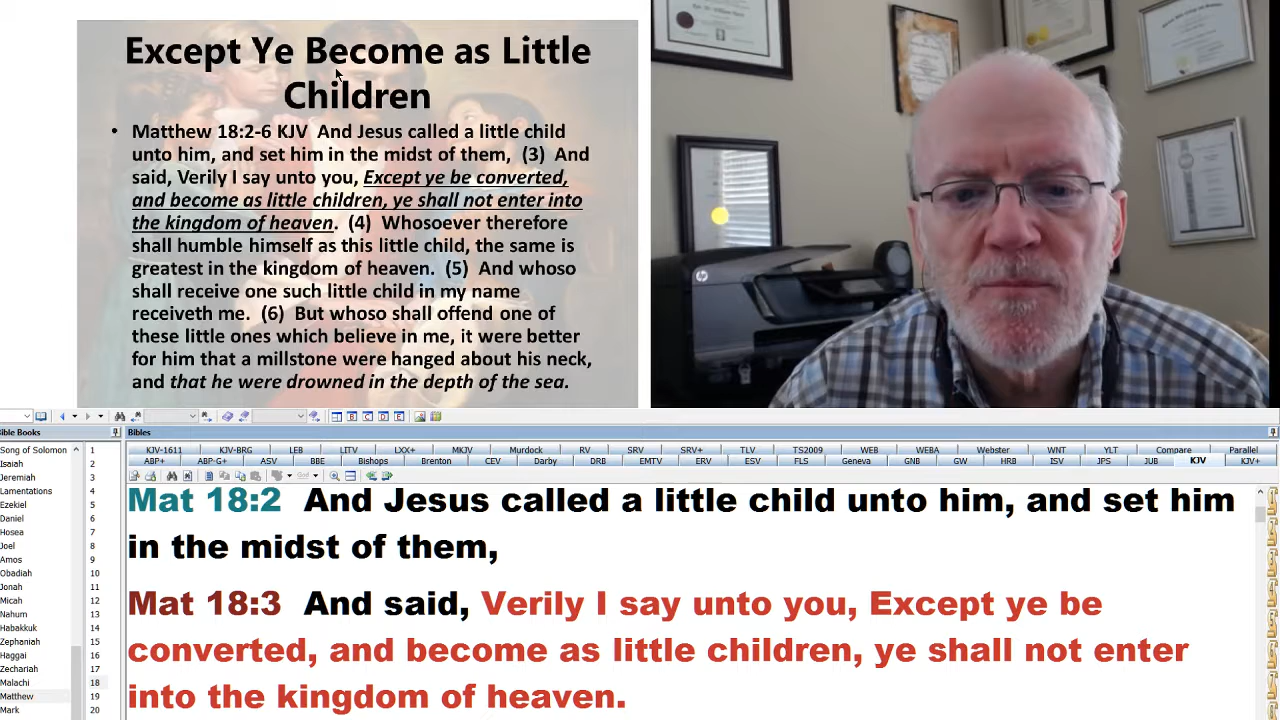 Except Ye Become as Little
Children
• Matthew 18:2-6 KJV And Jesus called a little child
unto him, and set him in the midst of them, (3) And
said, Verily I say unto you, Except ye be converted,
and become as little children, ye shall not enter into
the kingdom of heaven. (4) Whosoever therefore
shall humble himself as this little child, the same is
greatest in the kingdom of heaven. (5) And whoso
shall receive one such little child in my name
receiveth me. (6) But whoso shall offend one of
these little ones which believe in me, it were better
for him that a millstone were hanged about his neck,
and that he were drowned in the depth of the sea.
hp
B C D E
Bible Books
Bibles
KJV-1611 KJV-BRG LEB LITV LXX+ MKJV Murdock RV SRV SRV+ TLV TS2009 WEB WEBA Webster WNT YLT Compare Parallel
ABP+ ABP-G+ ASV BBE Bishops Brenton CEV Darby DRB EMTV ERV ESV FLS Geneva GNB GW HRB ISV JPS JUB KJV KJV+
Song of Solomon 1
Isaiah 2
Jeremiah 3
Lamentations 4
Ezekiel 5
Daniel 6
Hosea 7
Joel 8
Amos 9
Obadiah 10
Jonah 11
Micah 12
Nahum 13
Habakkuk 14
Zephaniah 15
Haggai 16
Zechariah 17
Malachi 18
Matthew 19
Mark 20
Mat 18:2 And Jesus called a little child unto him, and set him
in the midst of them,
Mat 18:3 And said, Verily I say unto you, Except ye be
converted, and become as little children, ye shall not enter
into the kingdom of heaven.